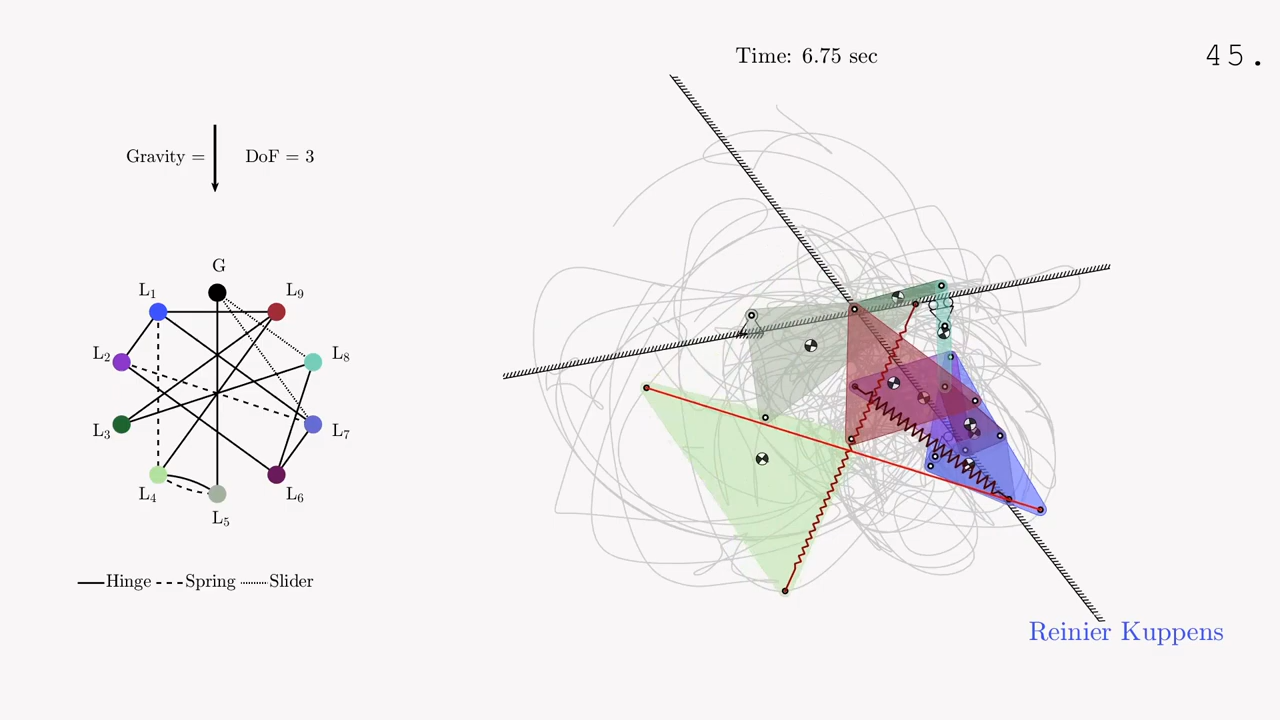 Time: 6.75 sec
45.
Gravity =
DoF = 3
G
L1
L9
L2
L8
L3
L7
L4
L6
L5
Hinge
Spring
Slider
Reinier Kuppens